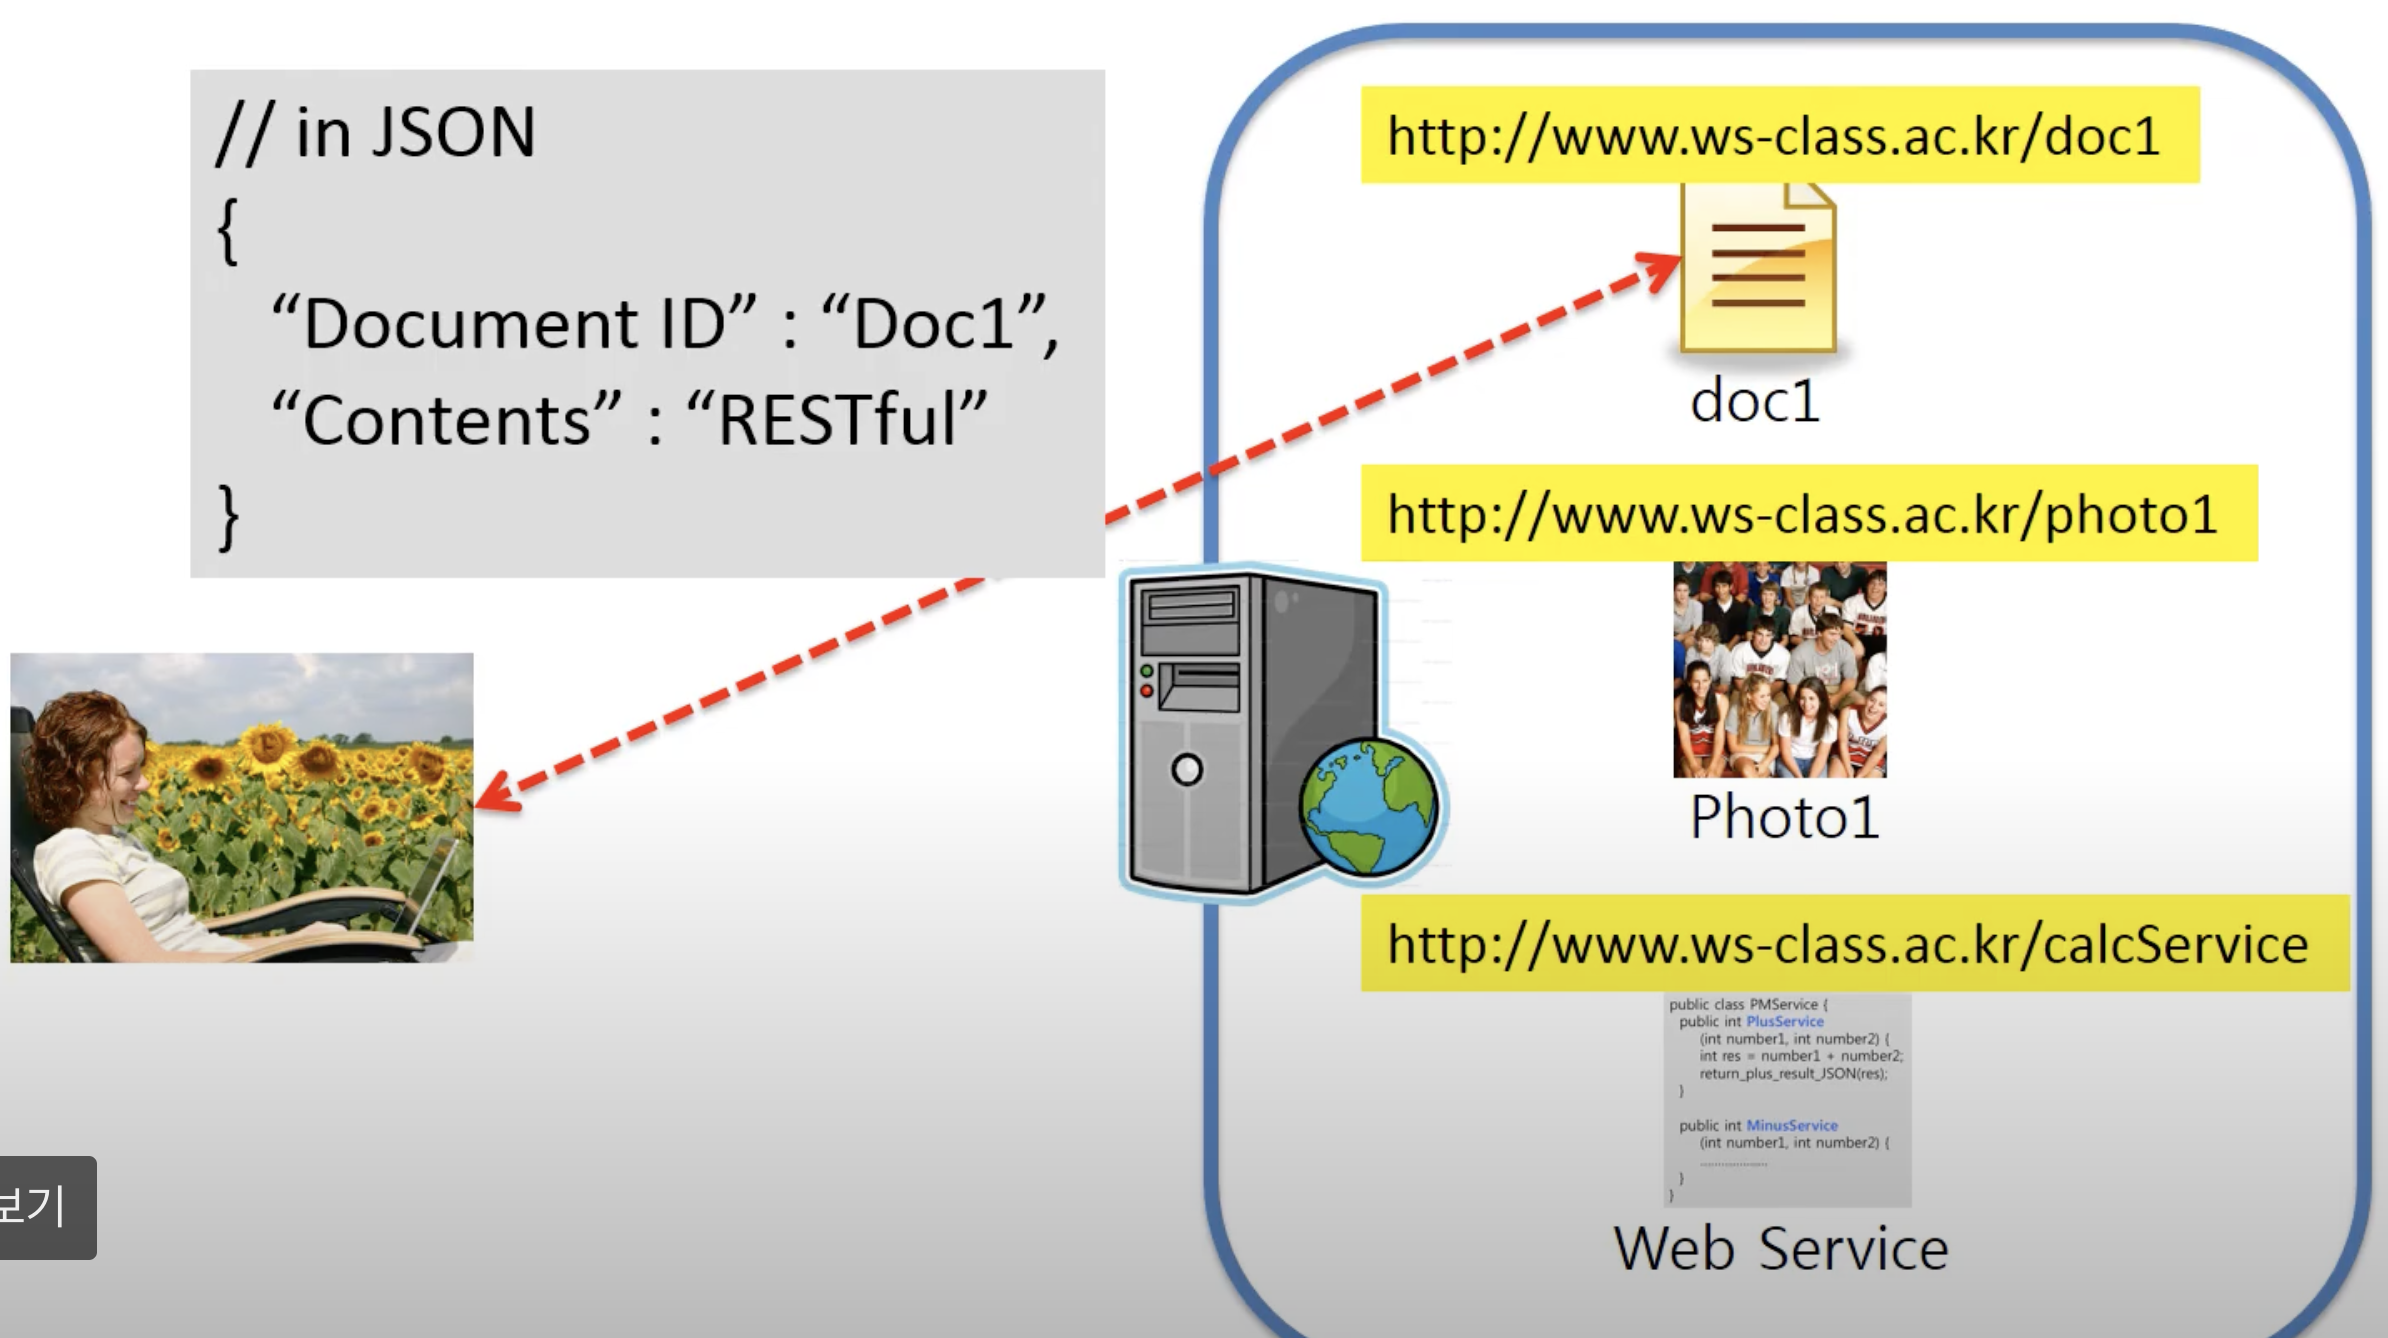 // in JSON
{
“Document ID” : “Doc1”,
“Contents” : “RESTful”
}
http://www.ws-class.ac.kr/doc1
doc1
http://www.ws-class.ac.kr/photo1
Photo1
http://www.ws-class.ac.kr/calcService
public class PMService {
public int PlusService
(int number1, int number2) {
int res = number1 + number2;
return_plus_result_JSON(res);
}
public int MinusService
(int number1, int number2) {
....................
}
}
Web Service
보기